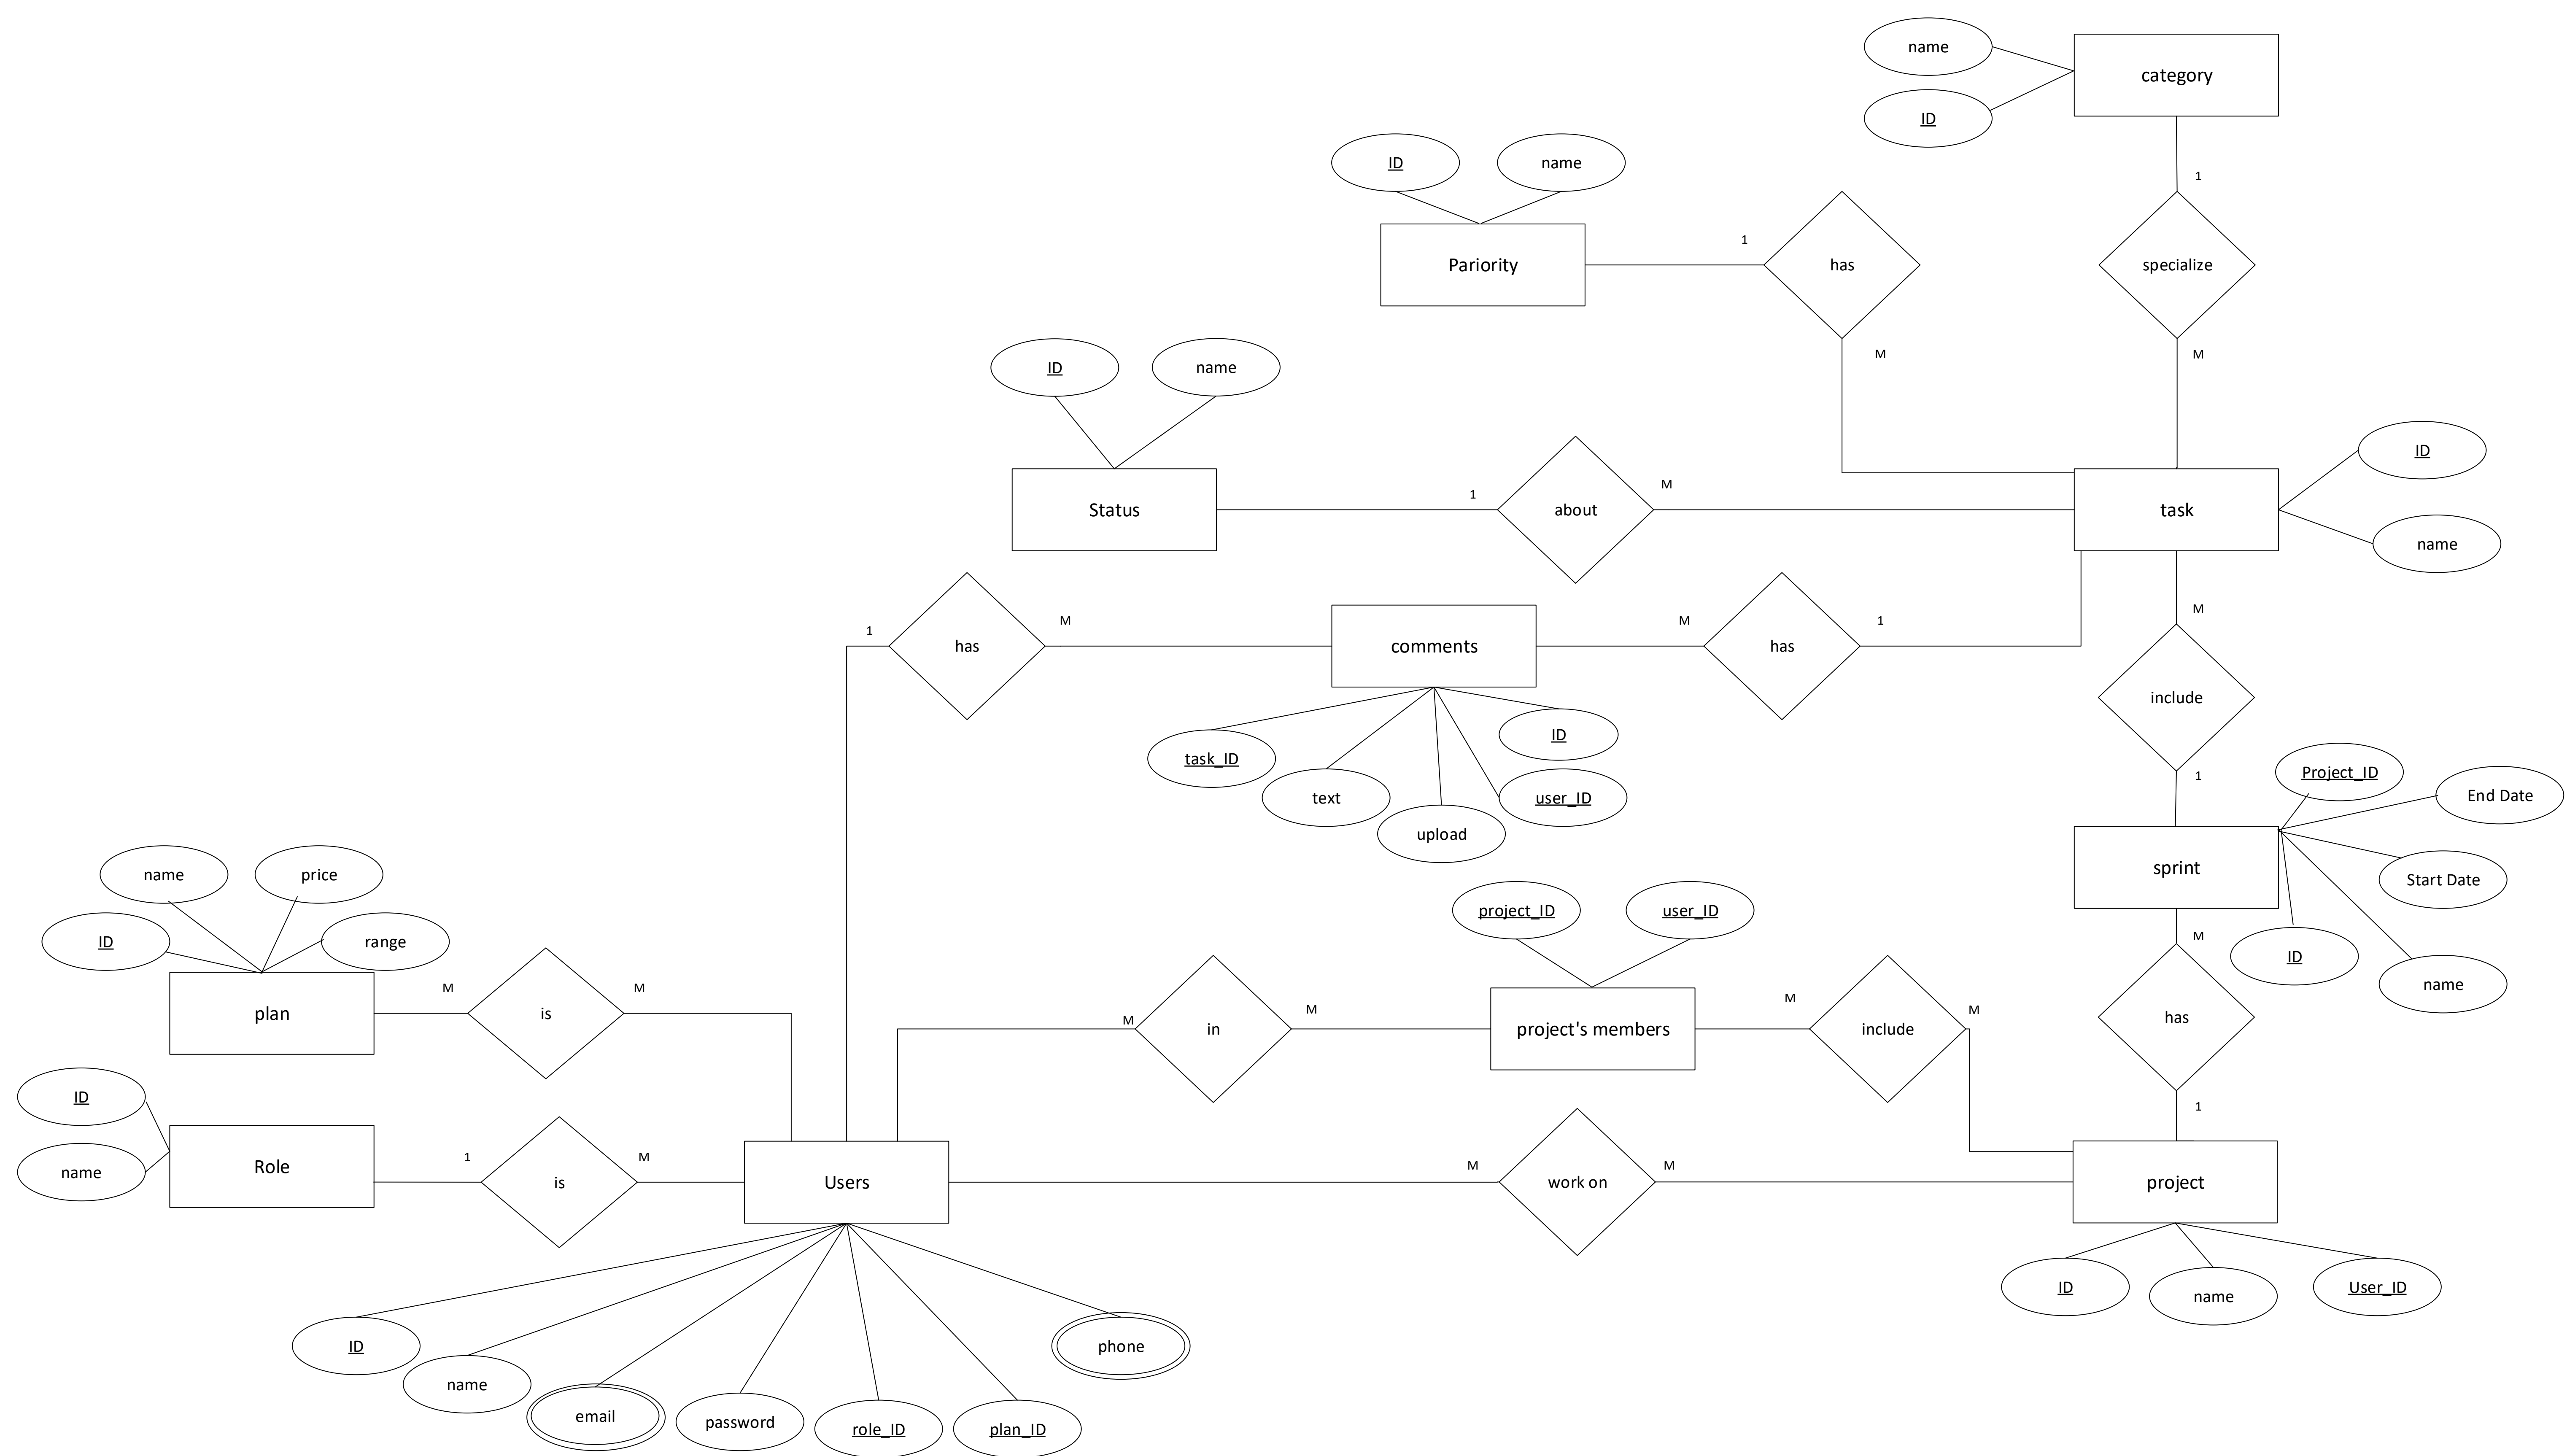 name
category
ID
1
ID
name
1
Pariority
has
specialize
M
M
ID
name
ID
1
M
Status
about
task
name
1
M
M
1
M
has
comments
has
include
ID
task_ID
1
Project_ID
text
user_ID
End Date
upload
sprint
name
price
Start Date
project_ID
user_ID
M
ID
range
ID
name
M
M
M
M
M
M
plan
is
M
in
project's members
include
has
ID
1
1
M
M
M
Role
name
is
Users
work on
project
ID
name
User_ID
ID
phone
name
email
password
role_ID
plan_ID